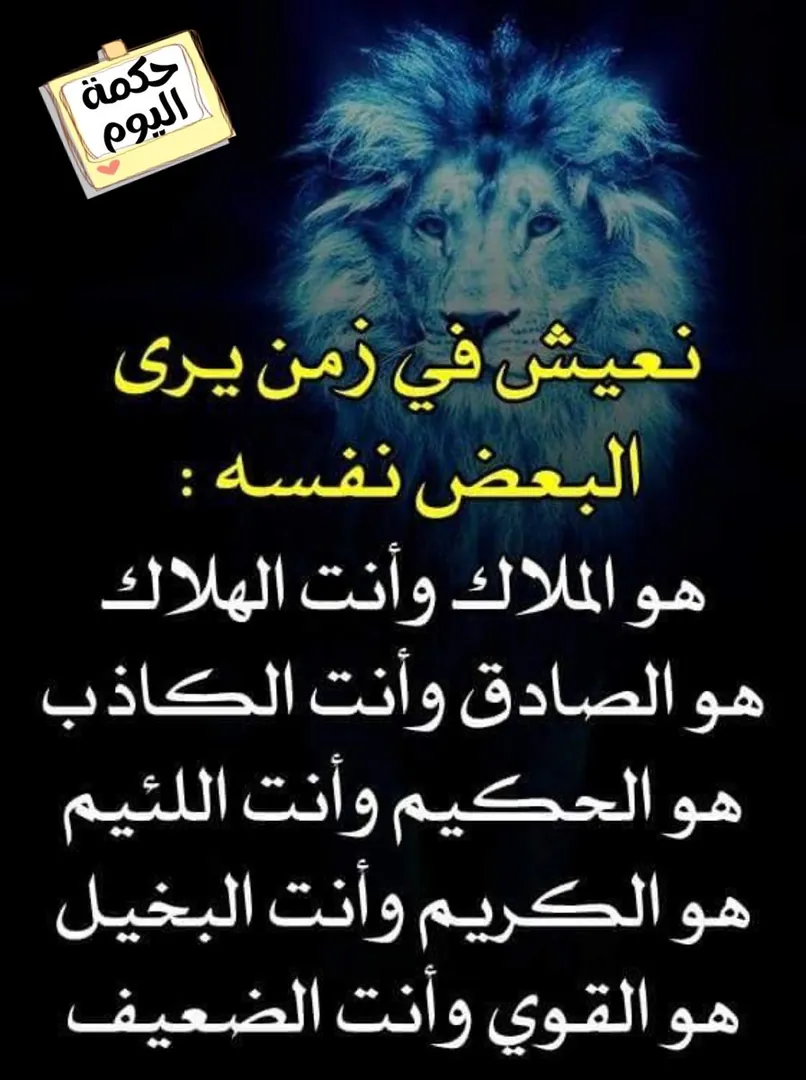 حكمة
اليوم
نعيش في زمن يرى
البعض نفسه :
هو الملاك وأنت الهلاك
هو الصادق وأنت الكاذب
هو الحكيم وأنت اللئيم
هو الكريم وأنت البخيل
هو القوي وأنت الضعيف